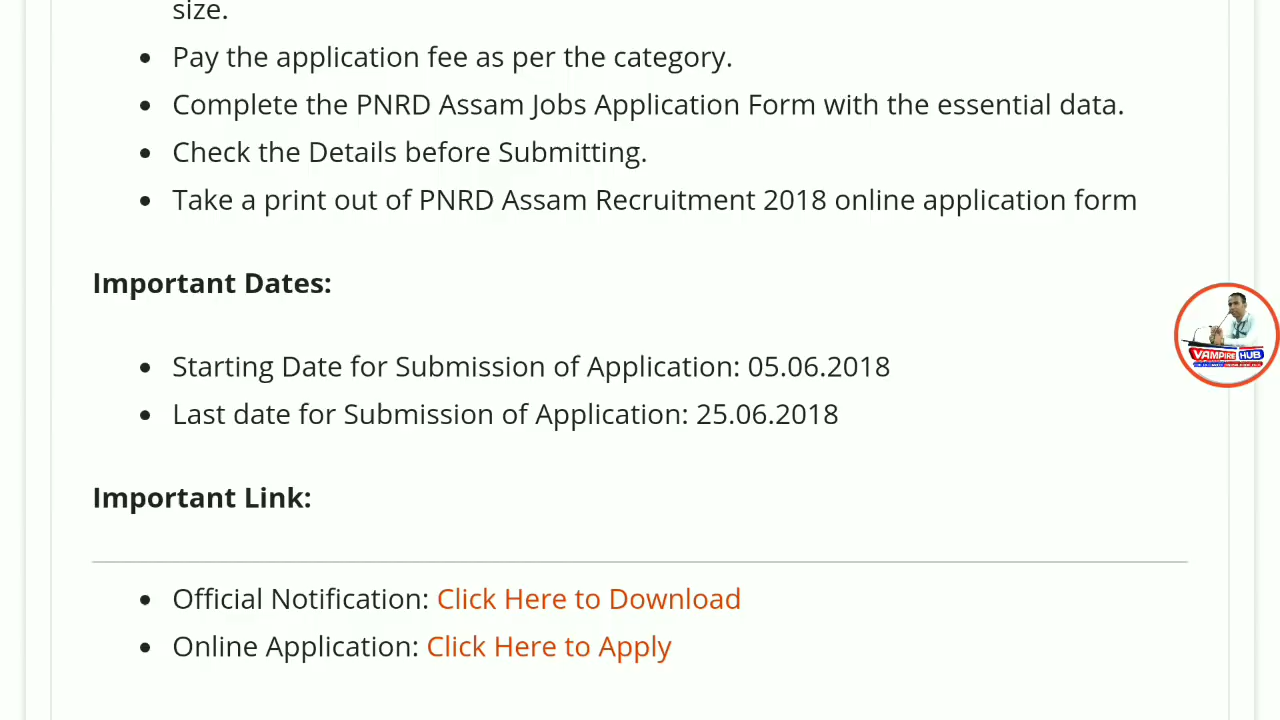 size.
Pay the application fee as per the category.
Complete the PNRD Assam Jobs Application Form with the essential data.
Check the Details before Submitting.
Take a print out of PNRD Assam Recruitment 2018 online application form
Important Dates:
Starting Date for Submission of Application: 05.06.2018
Last date for Submission of Application: 25.06.2018
VAMPIRE HUB
Important Link:
Official Notification: Click Here to Download
Online Application: Click Here to Apply